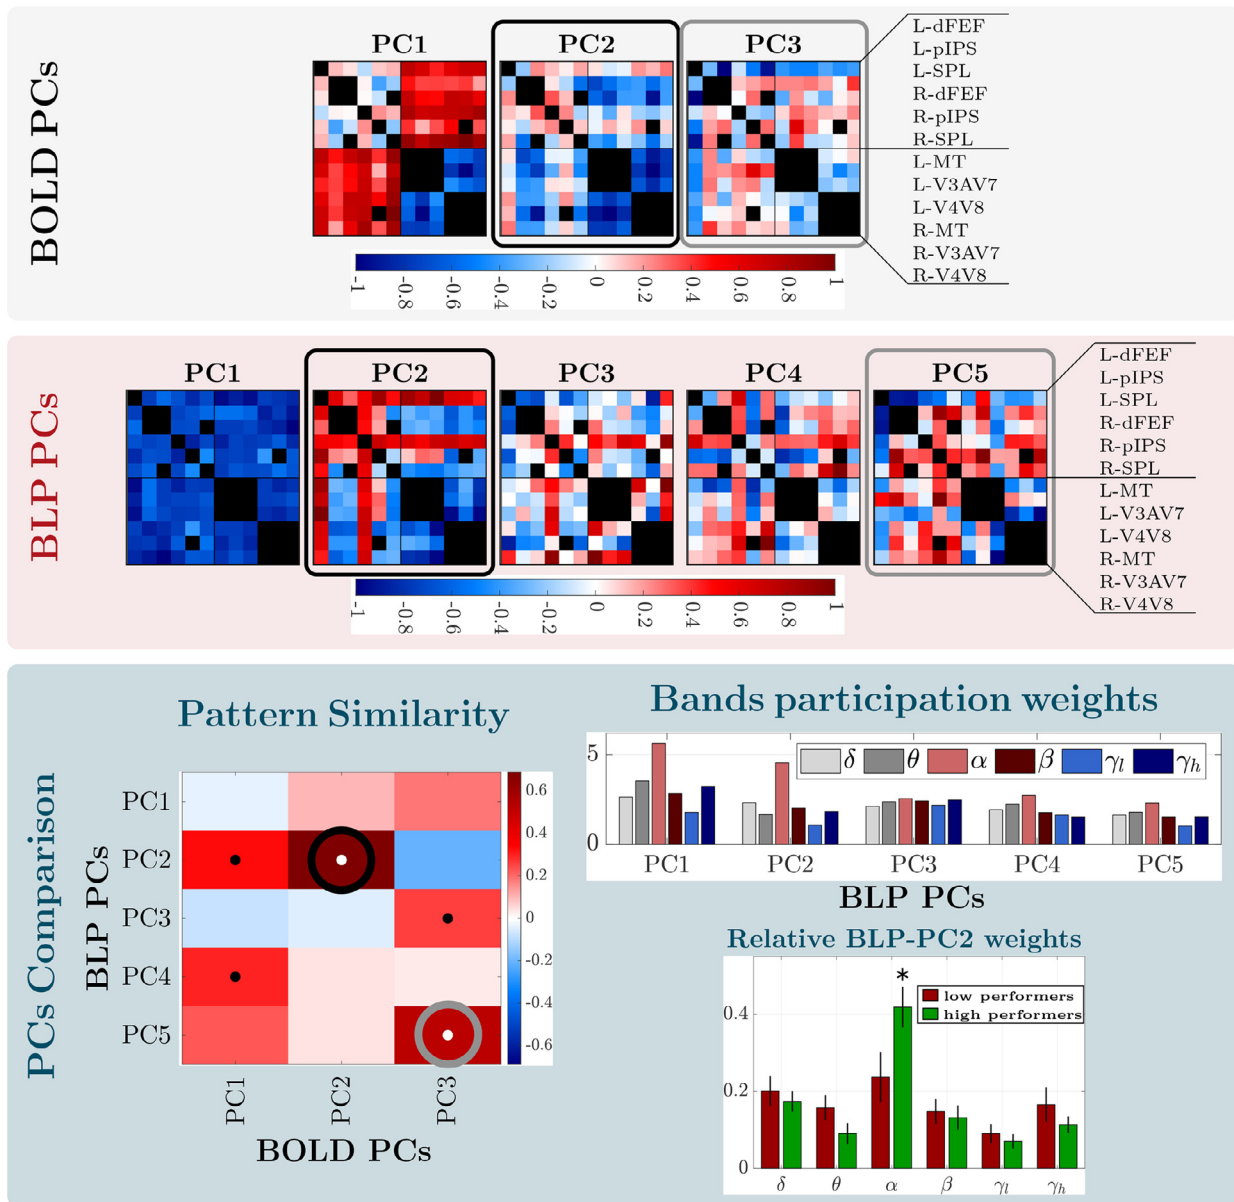 BOLD PCs
PC1 PC2 PC3
L-dFEF
L-pIPS
L-SPL
R-dFEF
R-pIPS
R-SPL
L-MT
L-V3AV7
L-V4V8
R-MT
R-V3AV7
R-V4V8
-1 -0.8 -0.6 -0.4 -0.2 0 0.2 0.4 0.6 0.8 1
BLP PCs
PC1 PC2 PC3 PC4 PC5
L-dFEF
L-pIPS
L-SPL
R-dFEF
R-pIPS
R-SPL
L-MT
L-V3AV7
L-V4V8
R-MT
R-V3AV7
R-V4V8
-1 -0.8 -0.6 -0.4 -0.2 0 0.2 0.4 0.6 0.8 1
PCs Comparison
Pattern Similarity
BLP PCs
PC1
PC2
PC3
PC4
PC5
PC1 PC2 PC3
BOLD PCs
0.6
0.4
0.2
0
-0.2
-0.4
-0.6
Bands participation weights
5
0
δ θ α β γl γh
PC1 PC2 PC3 PC4 PC5
BLP PCs
Relative BLP-PC2 weights
*
low performers
high performers
0.4
0.2
0
δ θ α β γl γh